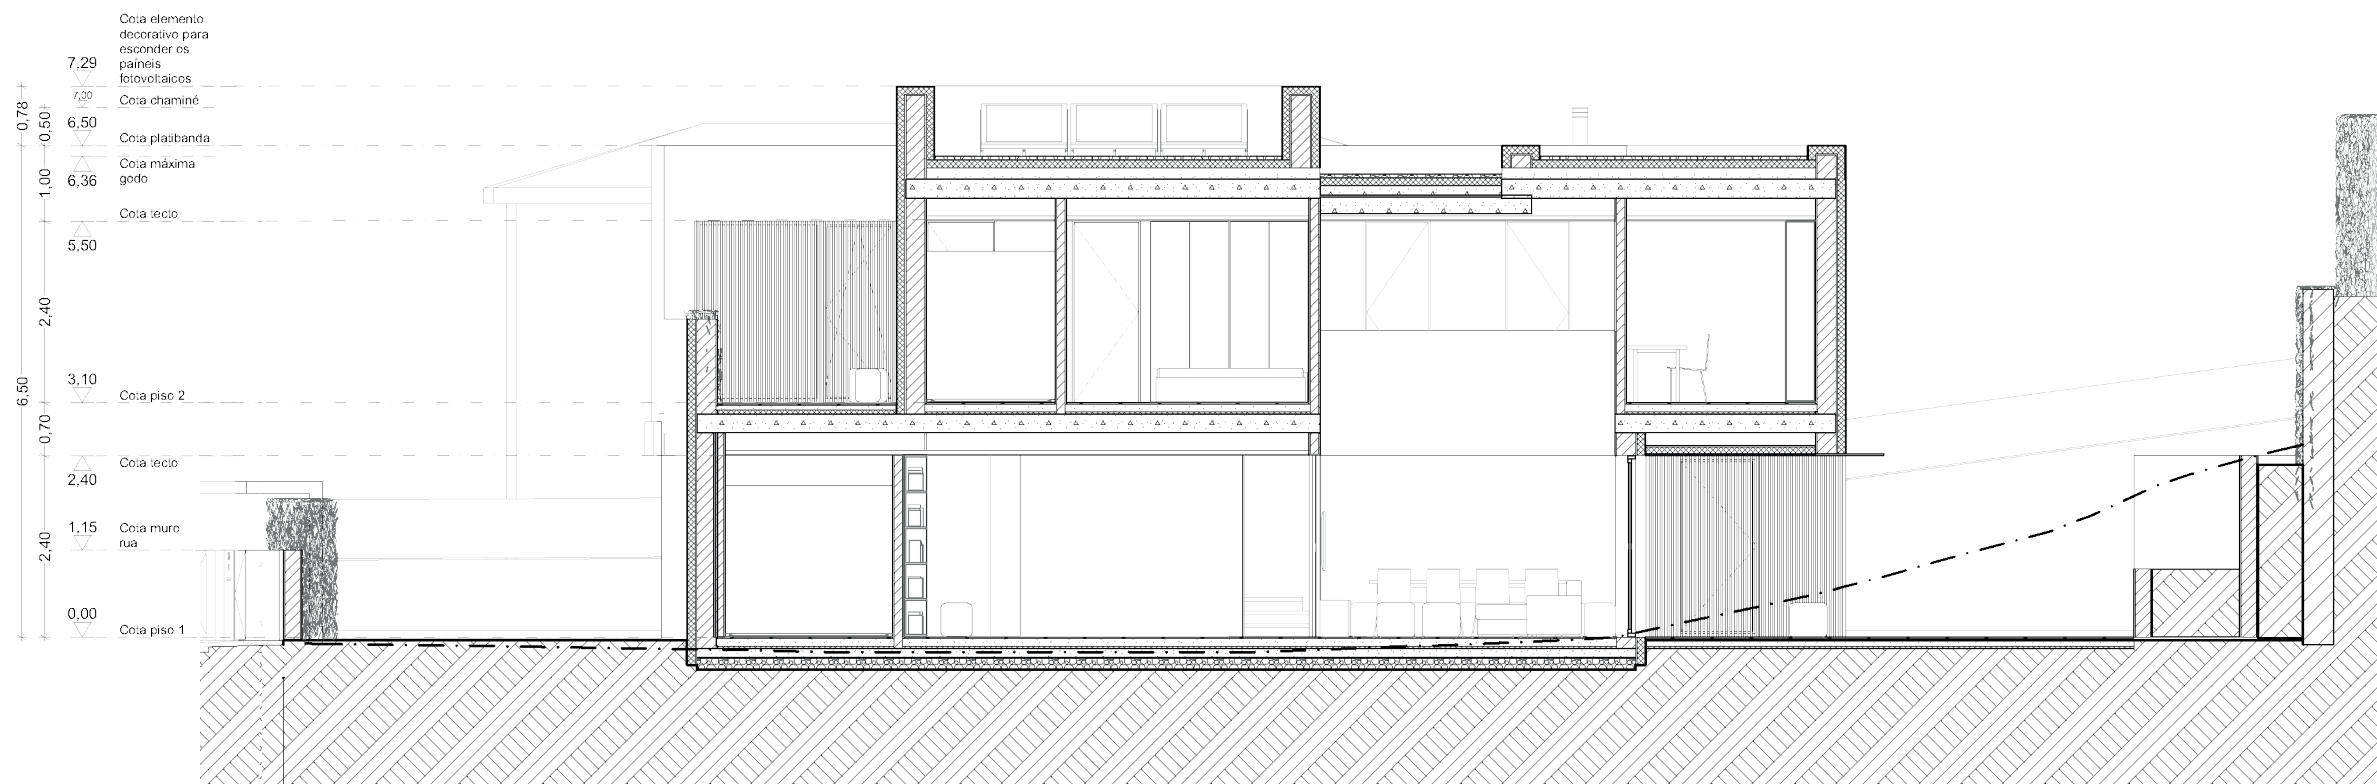 Cota elemento
decorativo para
esconder os
paíneis
fotovoltaicos
7,29
7,00
Cota chaminé
6,50
Cota platibanda
Cota máxima
godo
6,36
Cota tecto
5,50
3,10
Cota piso 2
Cota tecto
2,40
1,15
Cota muro
rua
0,00
Cota piso 1
0,78
6,50
0,50
1,00
2,40
0,70
2,40